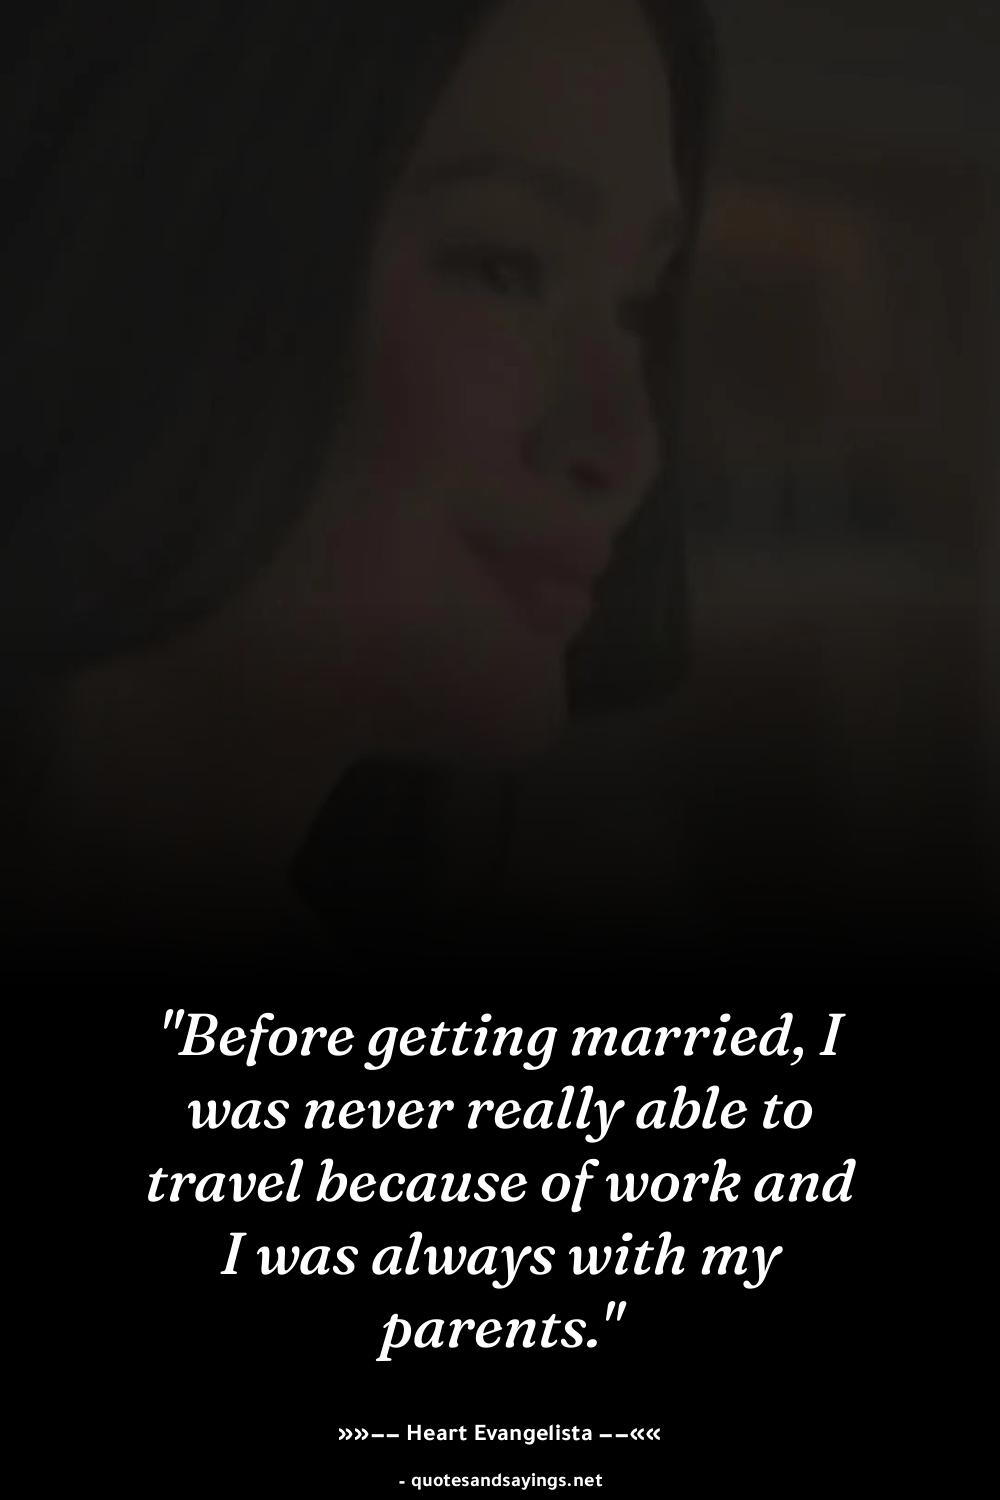 "Before getting married, I
was never really able to
travel because of work and
I was always with my
parents."
»»–– Heart Evangelista ––««
- quotesandsayings.net